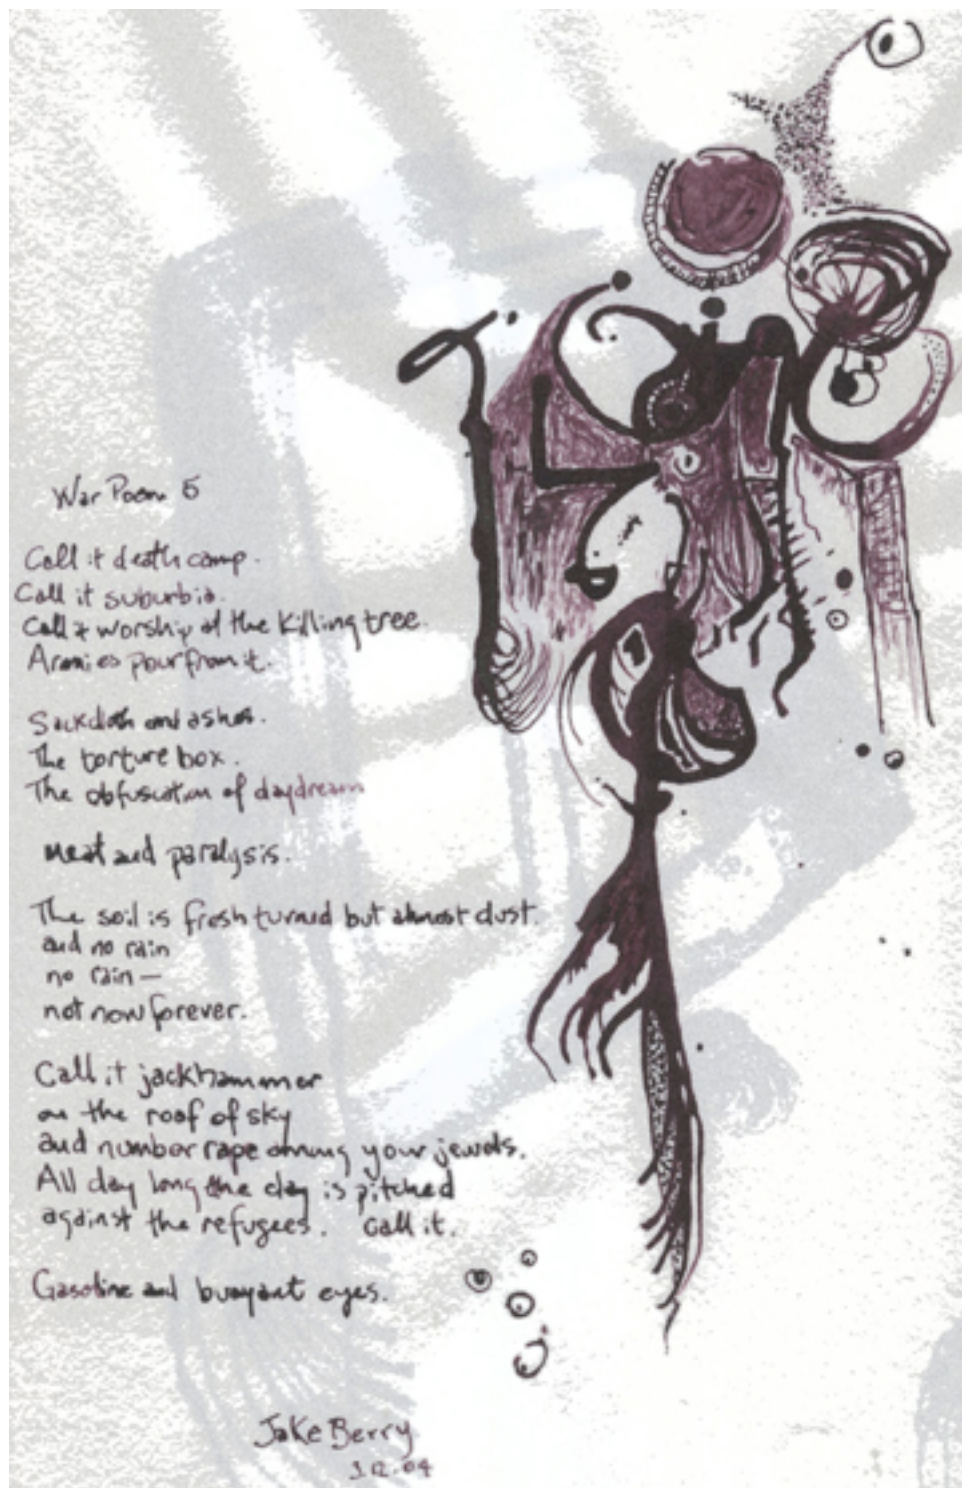 War Poem 5
Call it death camp.
Call it suburbia.
Call it worship of the killing tree.
Armies pour from it.
Sackcloth and ashes.
The torture box.
The obfuscation of daydream
meat and paralysis.
The soil is fresh turned but almost dust.
and no rain
no rain —
not now forever.
Call it jackhammer
on the roof of sky
and number rape among your jewels.
All day long the day is pitched
against the refugees. Call it.
Gasoline and buoyant eyes.
Jake Berry
3.12.04